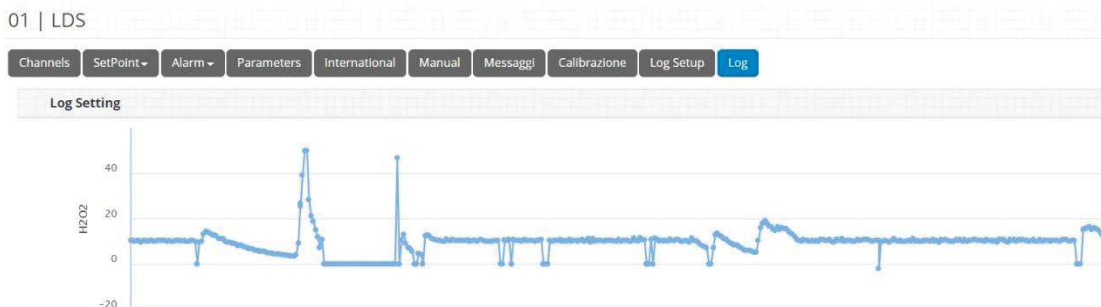 01 | LDS
Channels SetPoint Alarm Parameters International Manual Messaggi Calibrazione Log Setup Log
Log Setting
40
20
0
-20
H2O2